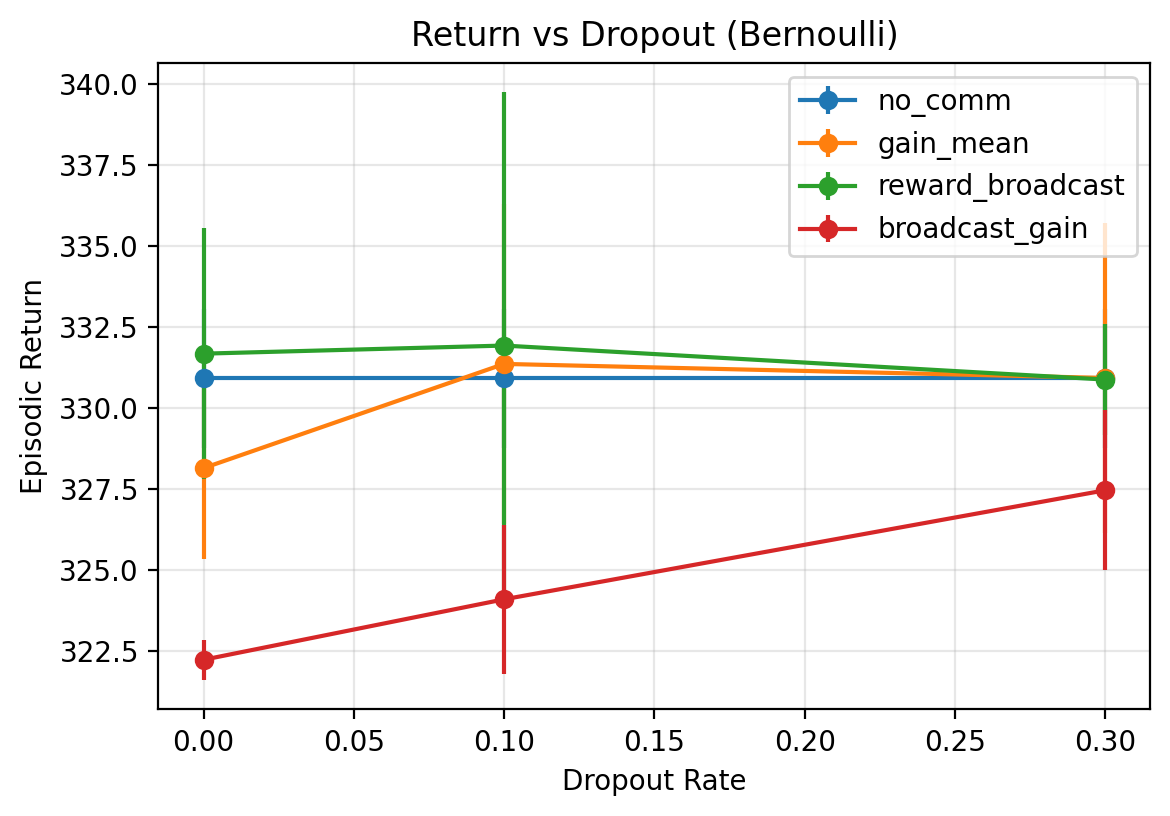 Return vs Dropout (Bernoulli)
340.0
337.5
335.0
332.5
330.0
327.5
325.0
322.5
Episodic Return
no_comm
gain_mean
reward_broadcast
broadcast_gain
0.00 0.05 0.10 0.15 0.20 0.25 0.30
Dropout Rate